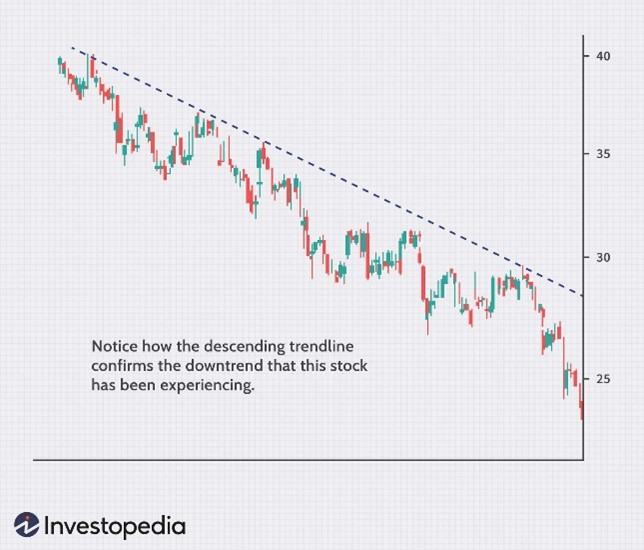 40
35
30
Notice how the descending trendline
confirms the downtrend that this stock
has been experiencing.
25
Investopedia